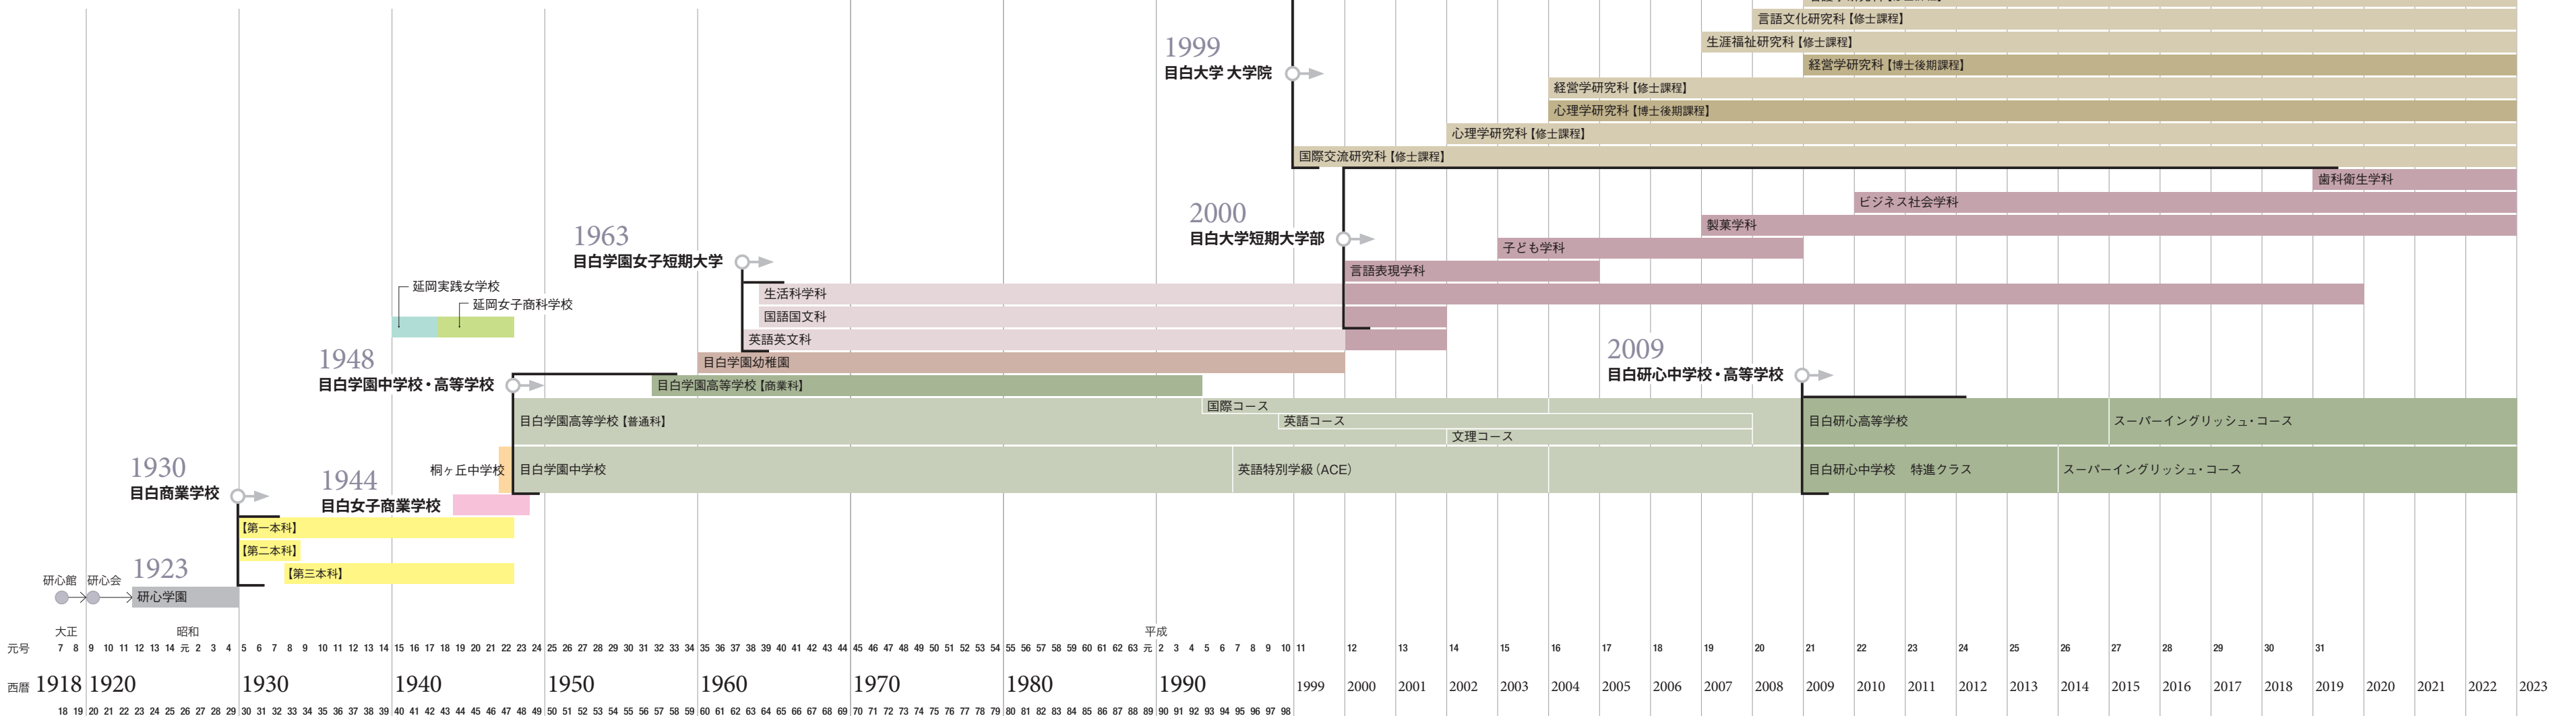 言語文化研究科【修士課程】
生涯福祉研究科【修士課程】
1999
目白大学 大学院
経営学研究科【博士後期課程】
経営学研究科【修士課程】
心理学研究科【博士後期課程】
心理学研究科【修士課程】
国際交流研究科【修士課程】
歯科衛生学科
ビジネス社会学科
2000
目白大学短期大学部
製菓学科
子ども学科
言語表現学科
1963
目白学園女子短期大学
生活科学科
国語国文科
英語英文科
延岡実践女学校
延岡女子商科学校
目白学園幼稚園
1948
目白学園中学校・高等学校
目白学園高等学校【商業科】
2009
目白研心中学校・高等学校
国際コース
目白学園高等学校【普通科】
英語コース
文理コース
目白研心高等学校
スーパーイングリッシュ・コース
桐ヶ丘中学校
目白学園中学校
英語特別学級(ACE)
目白研心中学校 特進クラス
スーパーイングリッシュ・コース
1930
目白商業学校
1944
目白女子商業学校
【第一本科】
【第二本科】
【第三本科】
1923
研心館
研心会
研心学園
大正 昭和 平成
元号 7 8 9 10 11 12 13 14 元 2 3 4 5 6 7 8 9 10 11 12 13 14 15 16 17 18 19 20 21 22 23 24 25 26 27 28 29 30 31 32 33 34 35 36 37 38 39 40 41 42 43 44 45 46 47 48 49 50 51 52 53 54 55 56 57 58 59 60 61 62 63 元 2 3 4 5 6 7 8 9 10 11 12 13 14 15 16 17 18 19 20 21 22 23 24 25 26 27 28 29 30 31
西暦 1918 1920 1930 1940 1950 1960 1970 1980 1990 1999 2000 2001 2002 2003 2004 2005 2006 2007 2008 2009 2010 2011 2012 2013 2014 2015 2016 2017 2018 2019 2020 2021 2022 2023
18 19 20 21 22 23 24 25 26 27 28 29 30 31 32 33 34 35 36 37 38 39 40 41 42 43 44 45 46 47 48 49 50 51 52 53 54 55 56 57 58 59 60 61 62 63 64 65 66 67 68 69 70 71 72 73 74 75 76 77 78 79 80 81 82 83 84 85 86 87 88 89 90 91 92 93 94 95 96 97 98